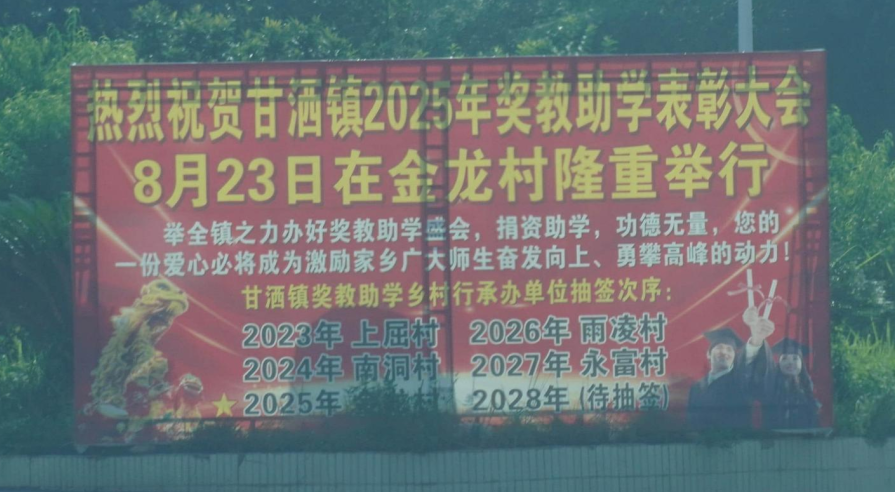 热烈祝贺甘洒镇2025年奖教助学表彰大会
8月23日在金龙村隆重举行
举全镇之力办好奖教助学盛会，捐资助学，功德无量，您的
一份爱心必将成为激励家乡广大师生奋发向上、勇攀高峰的动力！
甘洒镇奖教助学乡村行承办单位抽签次序：
2023年 上屈村 2026年 雨凌村
2024年 南洞村 2027年 永富村
2025年 村 2028年 (待抽签)